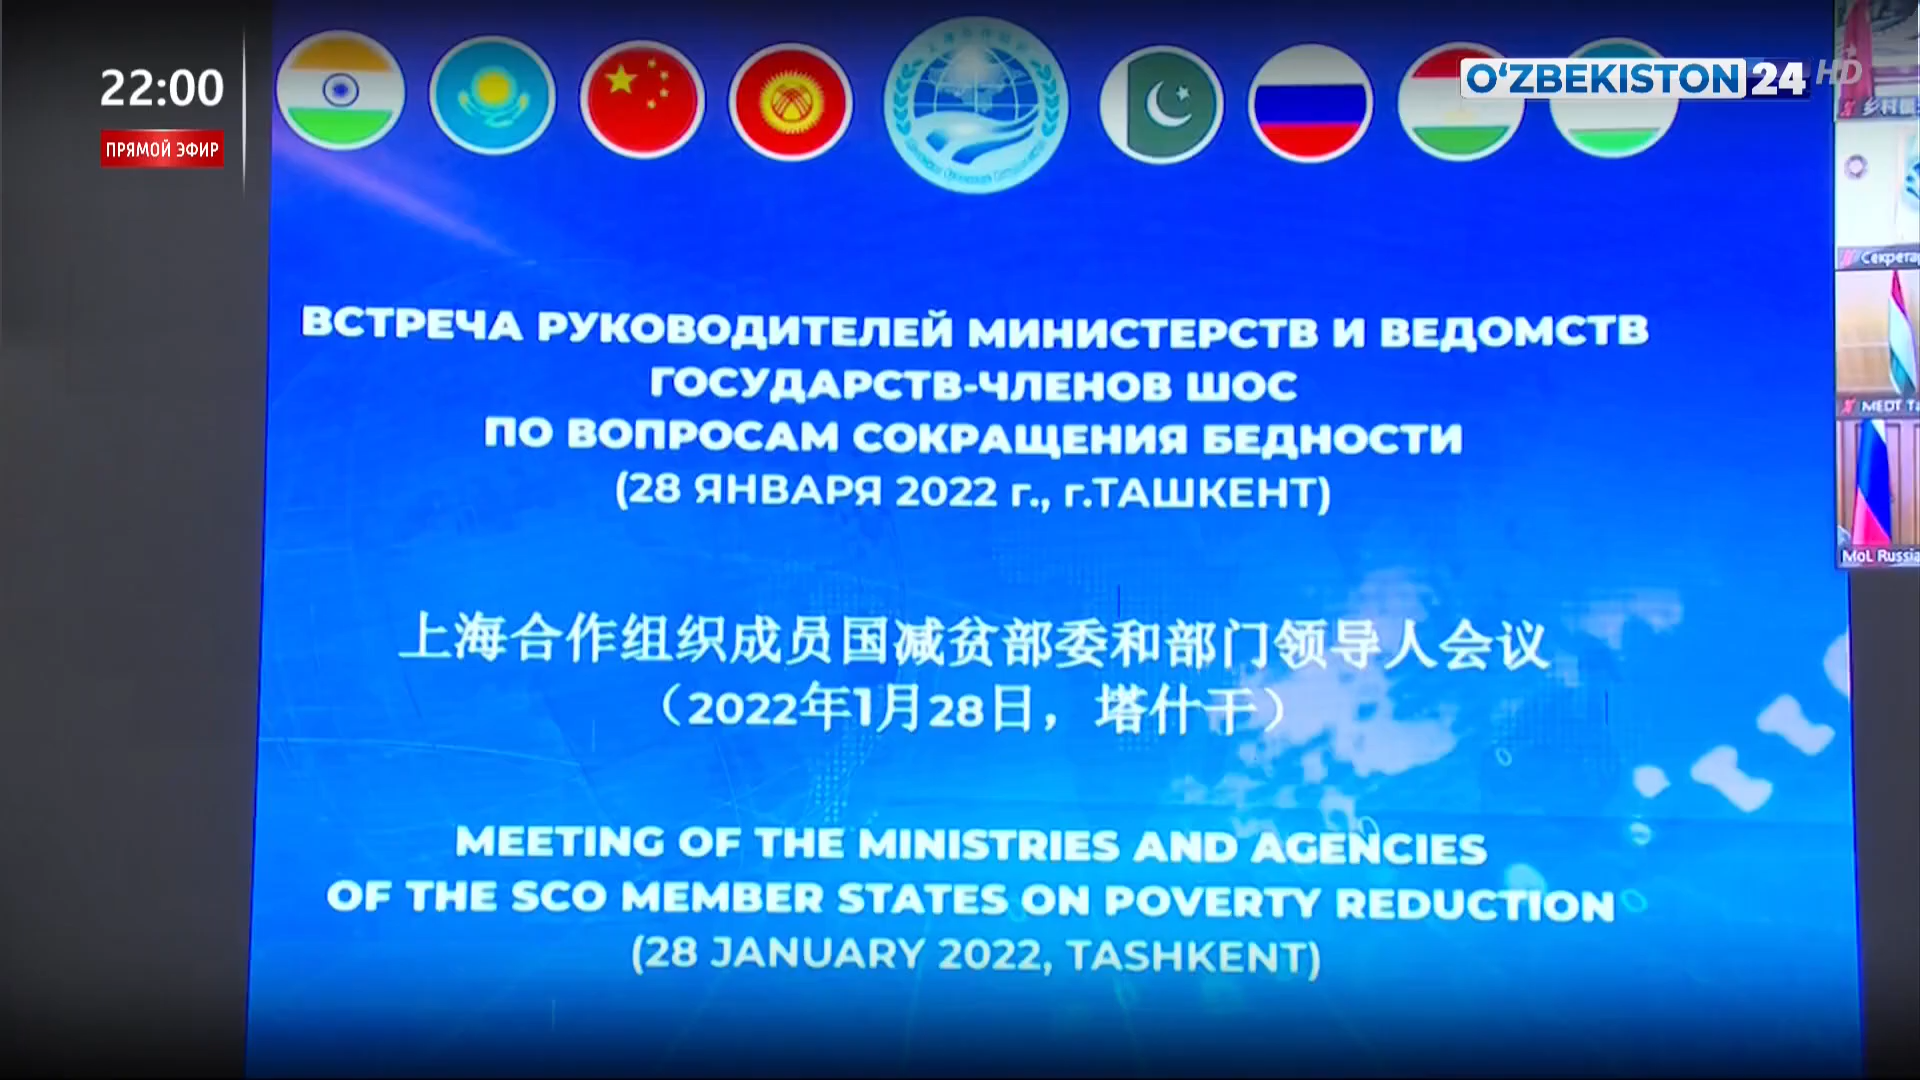 22:00
ПРЯМОЙ ЭФИР
O‘ZBEKISTON 24 HD
ВСТРЕЧА РУКОВОДИТЕЛЕЙ МИНИСТЕРСТВ И ВЕДОМСТВ
ГОСУДАРСТВ-ЧЛЕНОВ ШОС
ПО ВОПРОСАМ СОКРАЩЕНИЯ БЕДНОСТИ
(28 ЯНВАРЯ 2022 г., г.ТАШКЕНТ)
上海合作组织成员国减贫部委和部门领导人会议
（2022年1月28日，塔什干）
MEETING OF THE MINISTRIES AND AGENCIES
OF THE SCO MEMBER STATES ON POVERTY REDUCTION
(28 JANUARY 2022, TASHKENT)
MEDT
MoL Russia